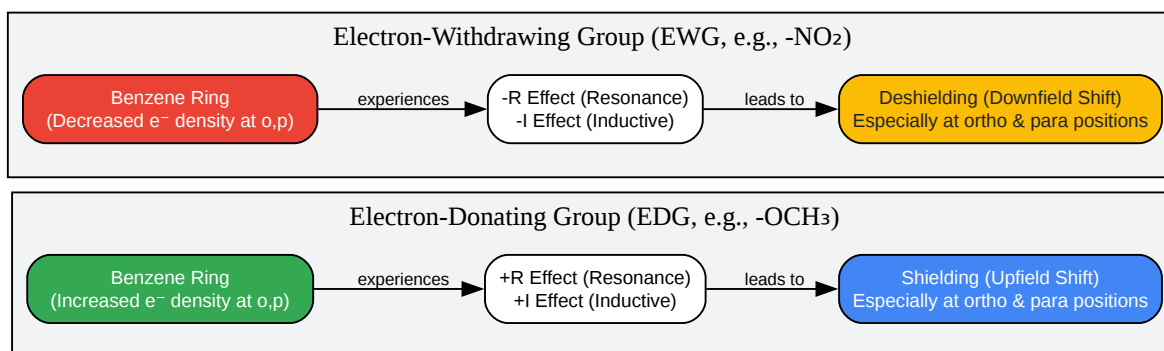 Electron-Withdrawing Group (EWG, e.g., -NO₂)
Benzene Ring
(Decreased e⁻ density at o,p)
experiences
-R Effect (Resonance)
-I Effect (Inductive)
leads to
Deshielding (Downfield Shift)
Especially at ortho & para positions
Electron-Donating Group (EDG, e.g., -OCH₃)
Benzene Ring
(Increased e⁻ density at o,p)
experiences
+R Effect (Resonance)
+I Effect (Inductive)
leads to
Shielding (Upfield Shift)
Especially at ortho & para positions